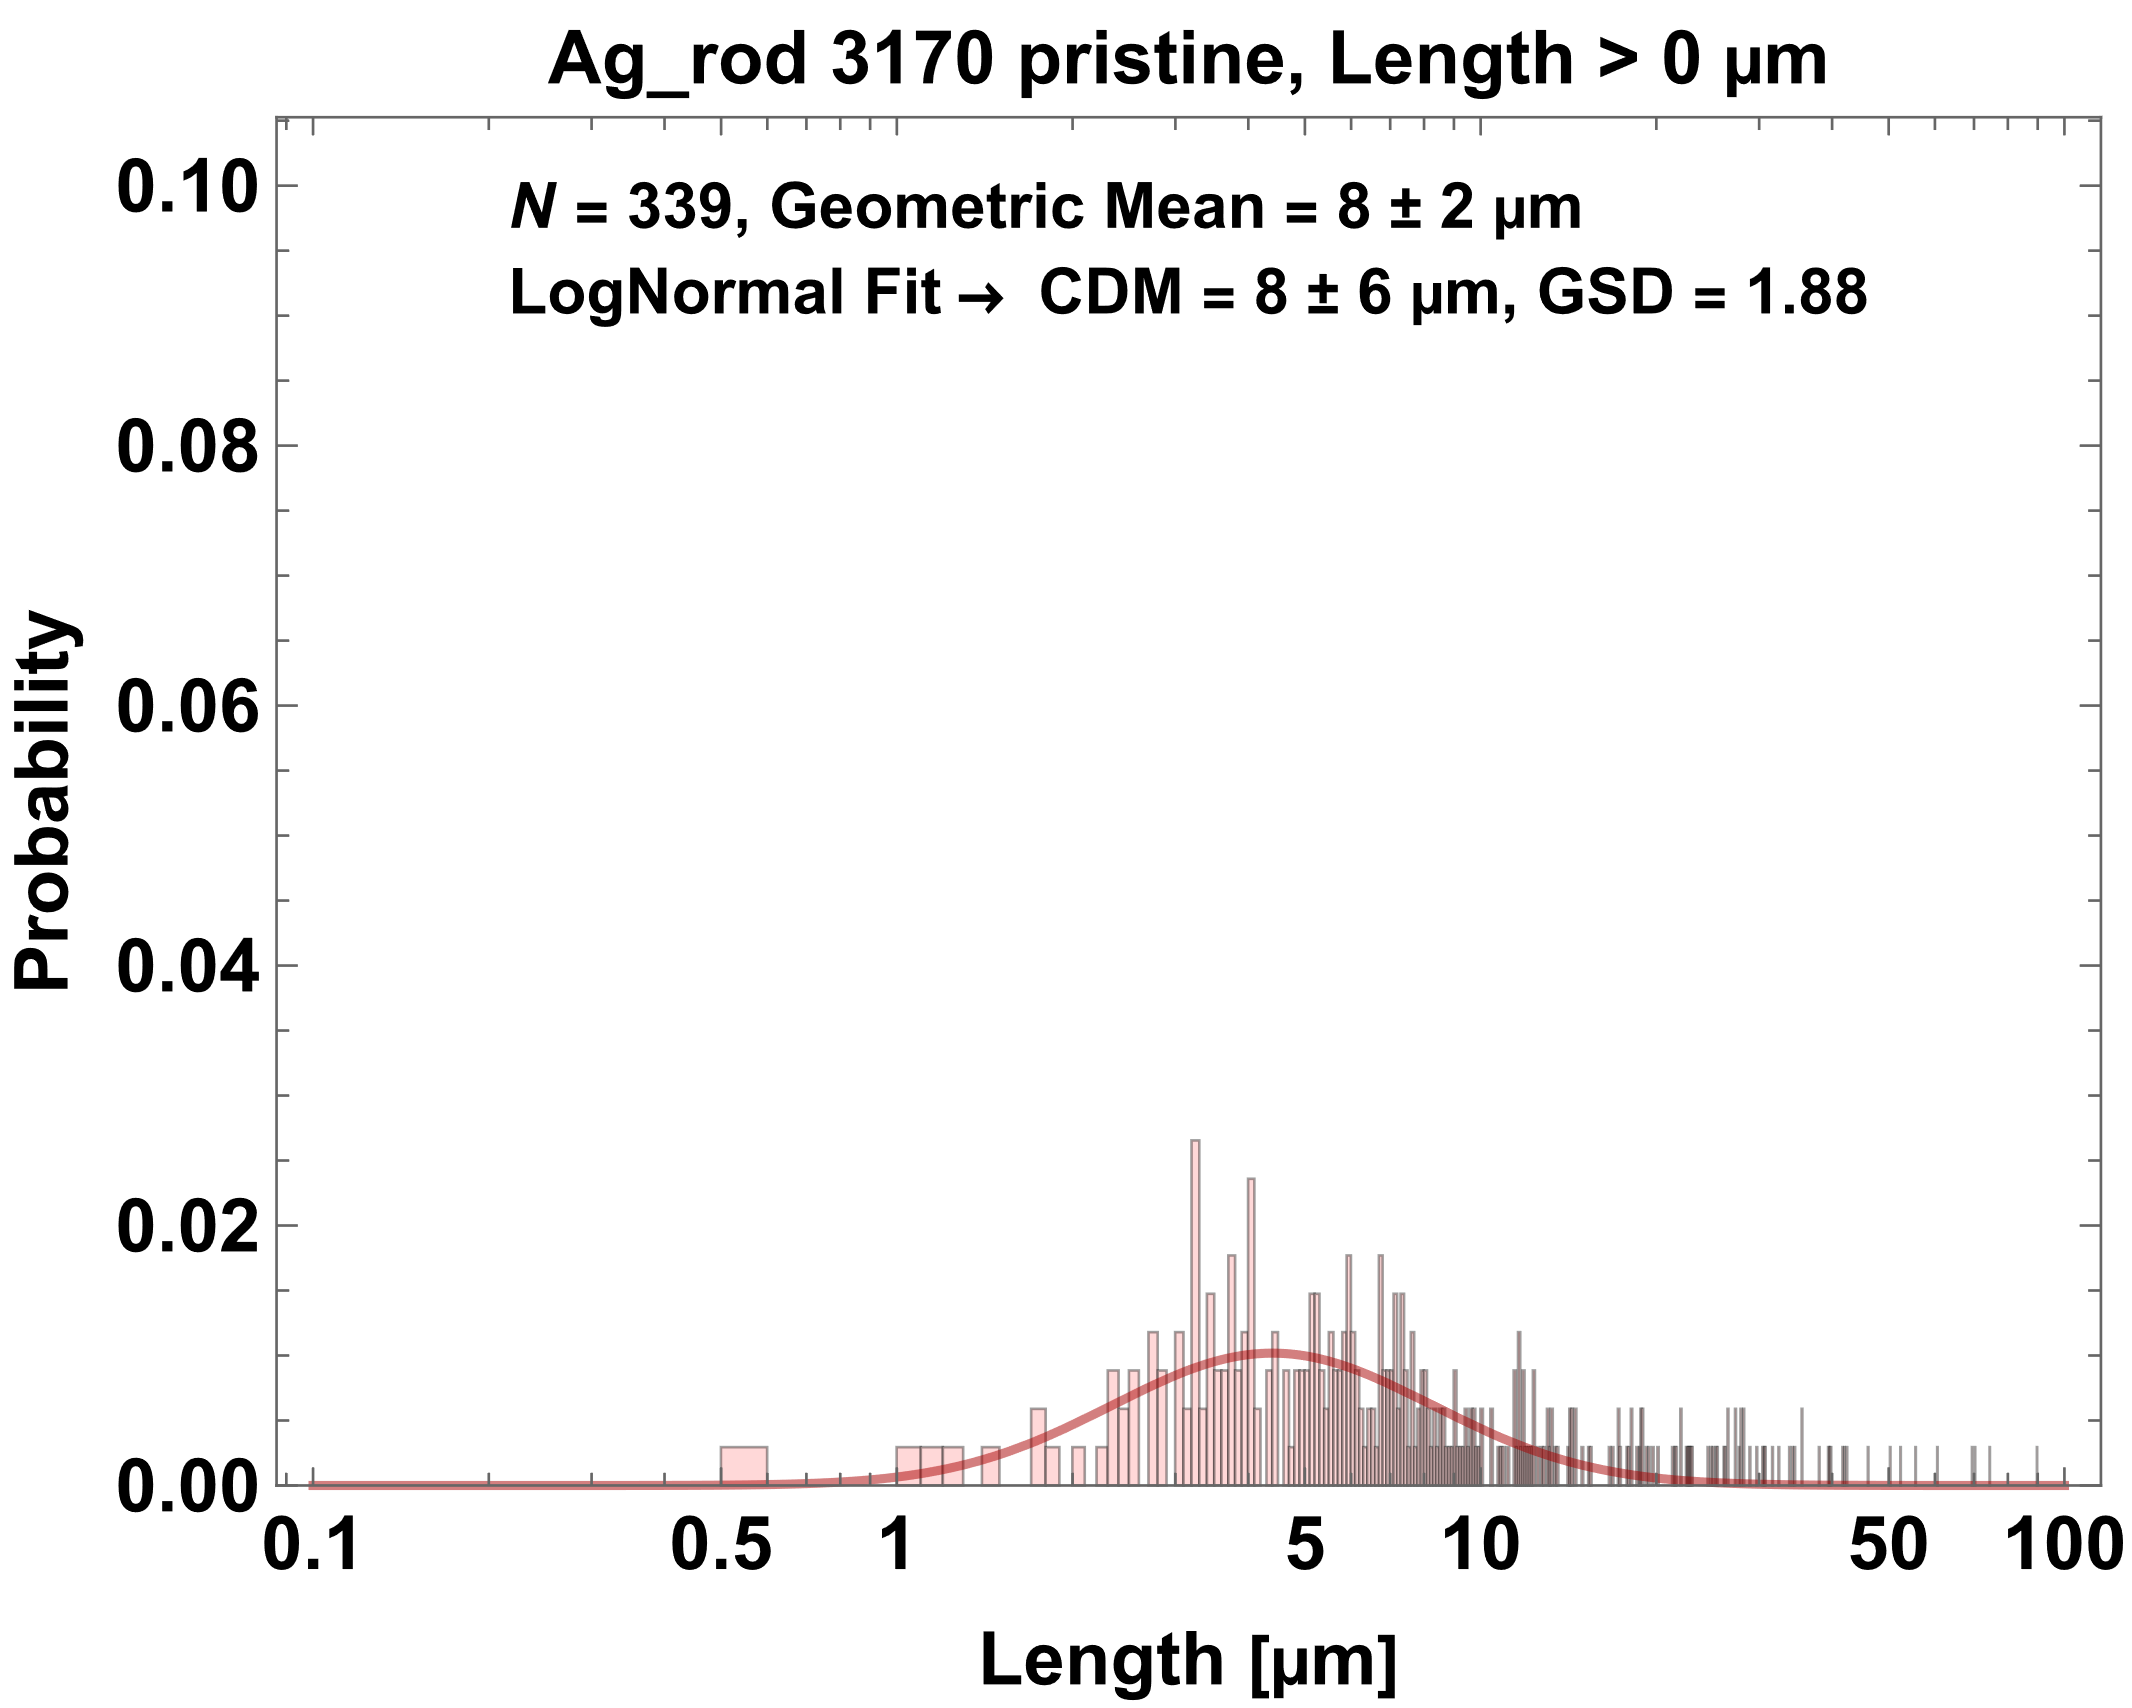 Ag_rod 3170 pristine, Length > 0 µm
N = 339, Geometric Mean = 8 ± 2 µm
LogNormal Fit → CDM = 8 ± 6 µm, GSD = 1.88
Probability
0.10
0.08
0.06
0.04
0.02
0.00
0.1 0.5 1 5 10 50 100
Length [µm]